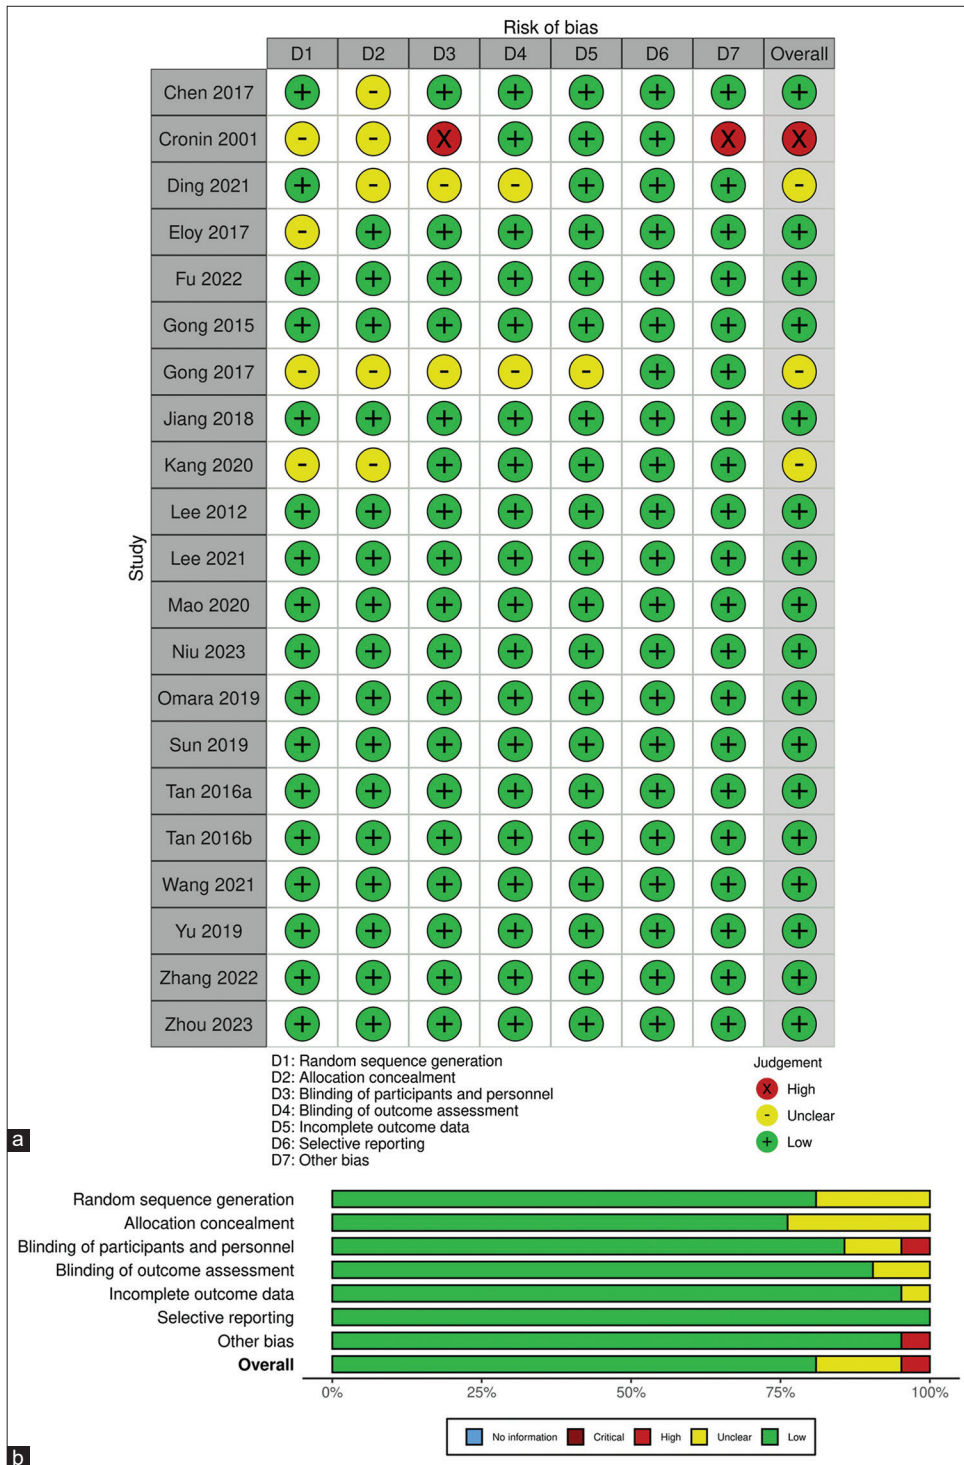 Risk of bias
D1 D2 D3 D4 D5 D6 D7 Overall
Study
Chen 2017 + - + + + + + +
Cronin 2001 - - X + + + X X
Ding 2021 + - - - + + + -
Eloy 2017 - + + + + + + +
Fu 2022 + + + + + + + +
Gong 2015 + + + + + + + +
Gong 2017 - - - - - + + -
Jiang 2018 + + + + + + + +
Kang 2020 - - + + + + + -
Lee 2012 + + + + + + + +
Lee 2021 + + + + + + + +
Mao 2020 + + + + + + + +
Niu 2023 + + + + + + + +
Omara 2019 + + + + + + + +
Sun 2019 + + + + + + + +
Tan 2016a + + + + + + + +
Tan 2016b + + + + + + + +
Wang 2021 + + + + + + + +
Yu 2019 + + + + + + + +
Zhang 2022 + + + + + + + +
Zhou 2023 + + + + + + + +
D1: Random sequence generation
D2: Allocation concealment
D3: Blinding of participants and personnel
D4: Blinding of outcome assessment
D5: Incomplete outcome data
D6: Selective reporting
D7: Other bias
Judgement
X High
- Unclear
+ Low
a
Random sequence generation
Allocation concealment
Blinding of participants and personnel
Blinding of outcome assessment
Incomplete outcome data
Selective reporting
Other bias
Overall
0% 25% 50% 75% 100%
No information Critical High Unclear Low
b